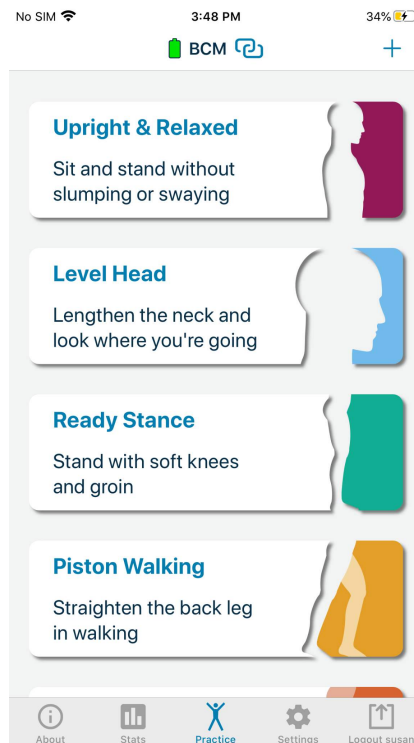 No SIM 3:48 PM 34%
BCM
Upright & Relaxed
Sit and stand without
slumping or swaying
Level Head
Lengthen the neck and
look where you're going
Ready Stance
Stand with soft knees
and groin
Piston Walking
Straighten the back leg
in walking
About Stats Practice Settings Logout susan